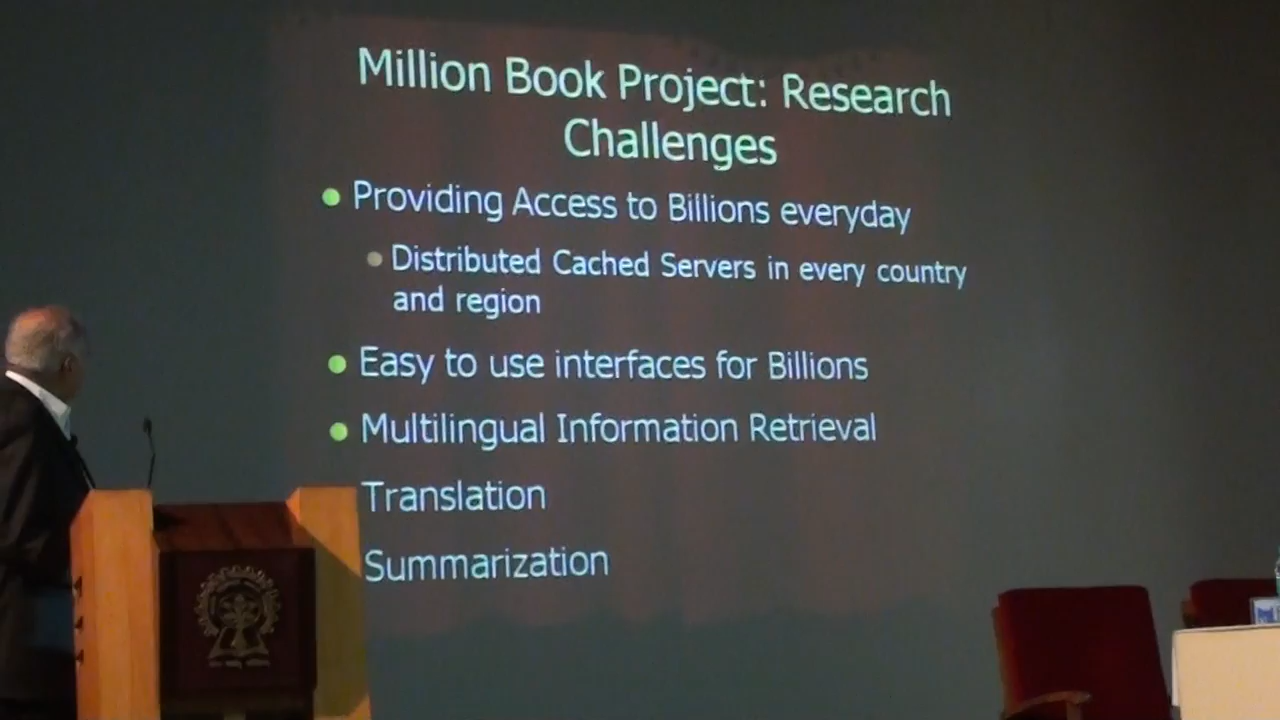 Million Book Project: Research
Challenges
Providing Access to Billions everyday
Distributed Cached Servers in every country
and region
Easy to use interfaces for Billions
Multilingual Information Retrieval
Translation
Summarization